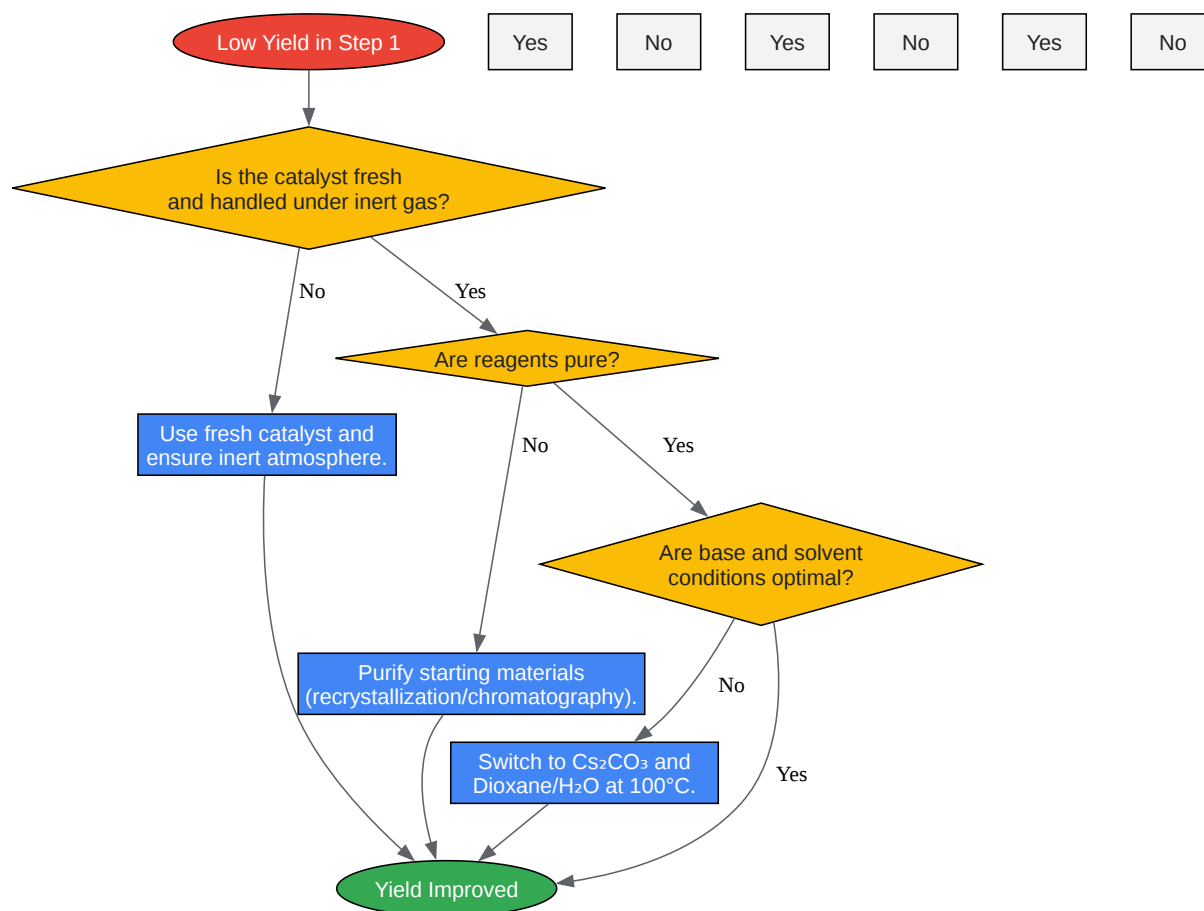 Low Yield in Step 1
Yes
No
Yes
No
Yes
No
Is the catalyst fresh
and handled under inert gas?
No
Yes
Are reagents pure?
Use fresh catalyst and
ensure inert atmosphere.
No
Yes
Are base and solvent
conditions optimal?
Purify starting materials
(recrystallization/chromatography).
No
Switch to Cs₂CO₃ and
Dioxane/H₂O at 100°C.
Yes
Yield Improved